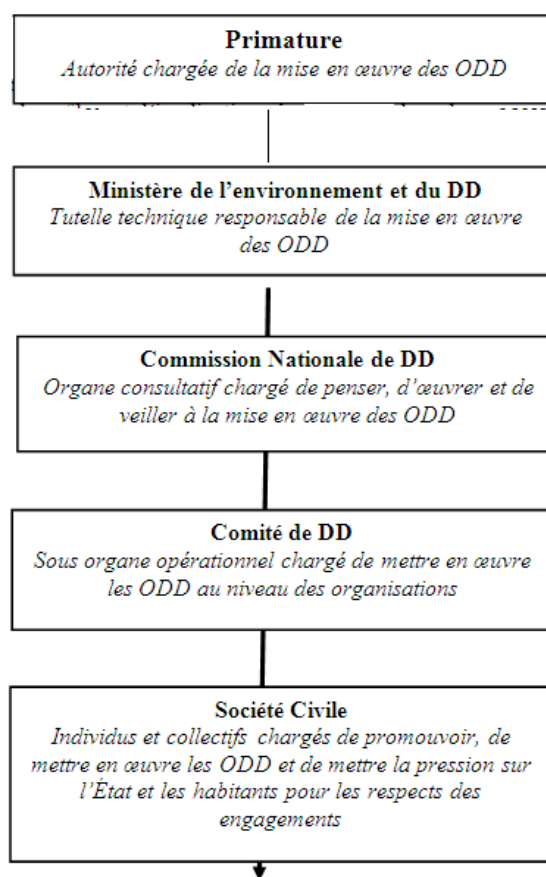 Primature
Autorité chargée de la mise en œuvre des ODD
Ministère de l’environnement et du DD
Tutelle technique responsable de la mise en œuvre
des ODD
Commission Nationale de DD
Organe consultatif chargé de penser, d’œuvrer et de
veiller à la mise en œuvre des ODD
Comité de DD
Sous organe opérationnel chargé de mettre en œuvre
les ODD au niveau des organisations
Société Civile
Individus et collectifs chargés de promouvoir, de
mettre en œuvre les ODD et de mettre la pression sur
l’État et les habitants pour les respects des
engagements